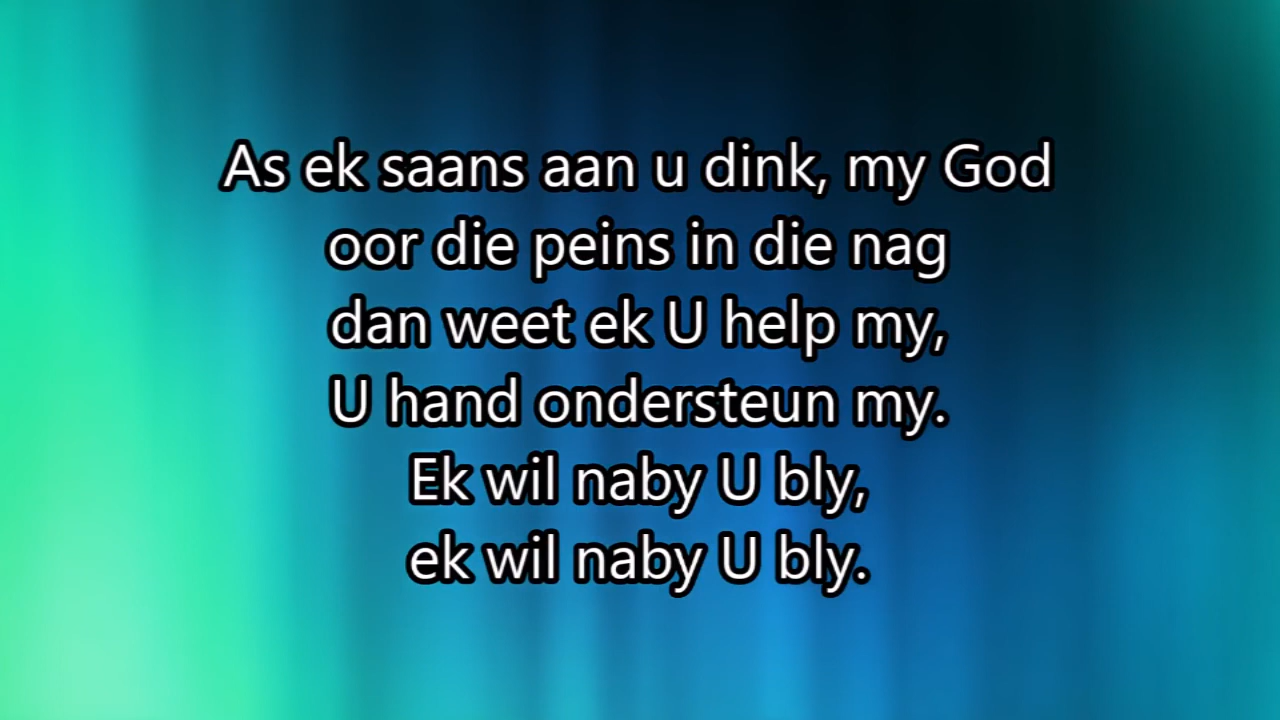 As ek saans aan u dink, my God
oor die peins in die nag
dan weet ek U help my,
U hand ondersteun my.
Ek wil naby U bly,
ek wil naby U bly.